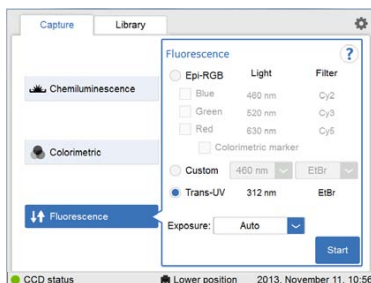 Capture Library
Fluorescence ?
Epi-RGB Light Filter
Blue 460 nm Cy2
Green 520 nm Cy3
Red 630 nm Cy5
Colorimetric marker
Custom 460 nm EtBr
Trans-UV 312 nm EtBr
Exposure: Auto
Start
Chemiluminescence
Colorimetric
Fluorescence
CCD status Lower position 2013. November 11. 10:56